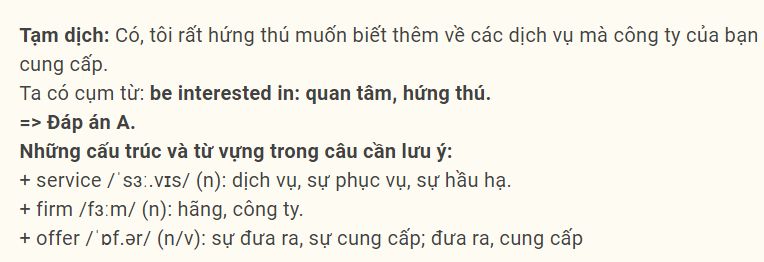 Tạm dịch: Có, tôi rất hứng thú muốn biết thêm về các dịch vụ mà công ty của bạn
cung cấp.
Ta có cụm từ: be interested in: quan tâm, hứng thú.
=> Đáp án A.
Những cấu trúc và từ vựng trong câu cần lưu ý:
+ service /ˈsɜː.vɪs/ (n): dịch vụ, sự phục vụ, sự hầu hạ.
+ firm /fɜːm/ (n): hãng, công ty.
+ offer /ˈɒf.ər/ (n/v): sự đưa ra, sự cung cấp; đưa ra, cung cấp